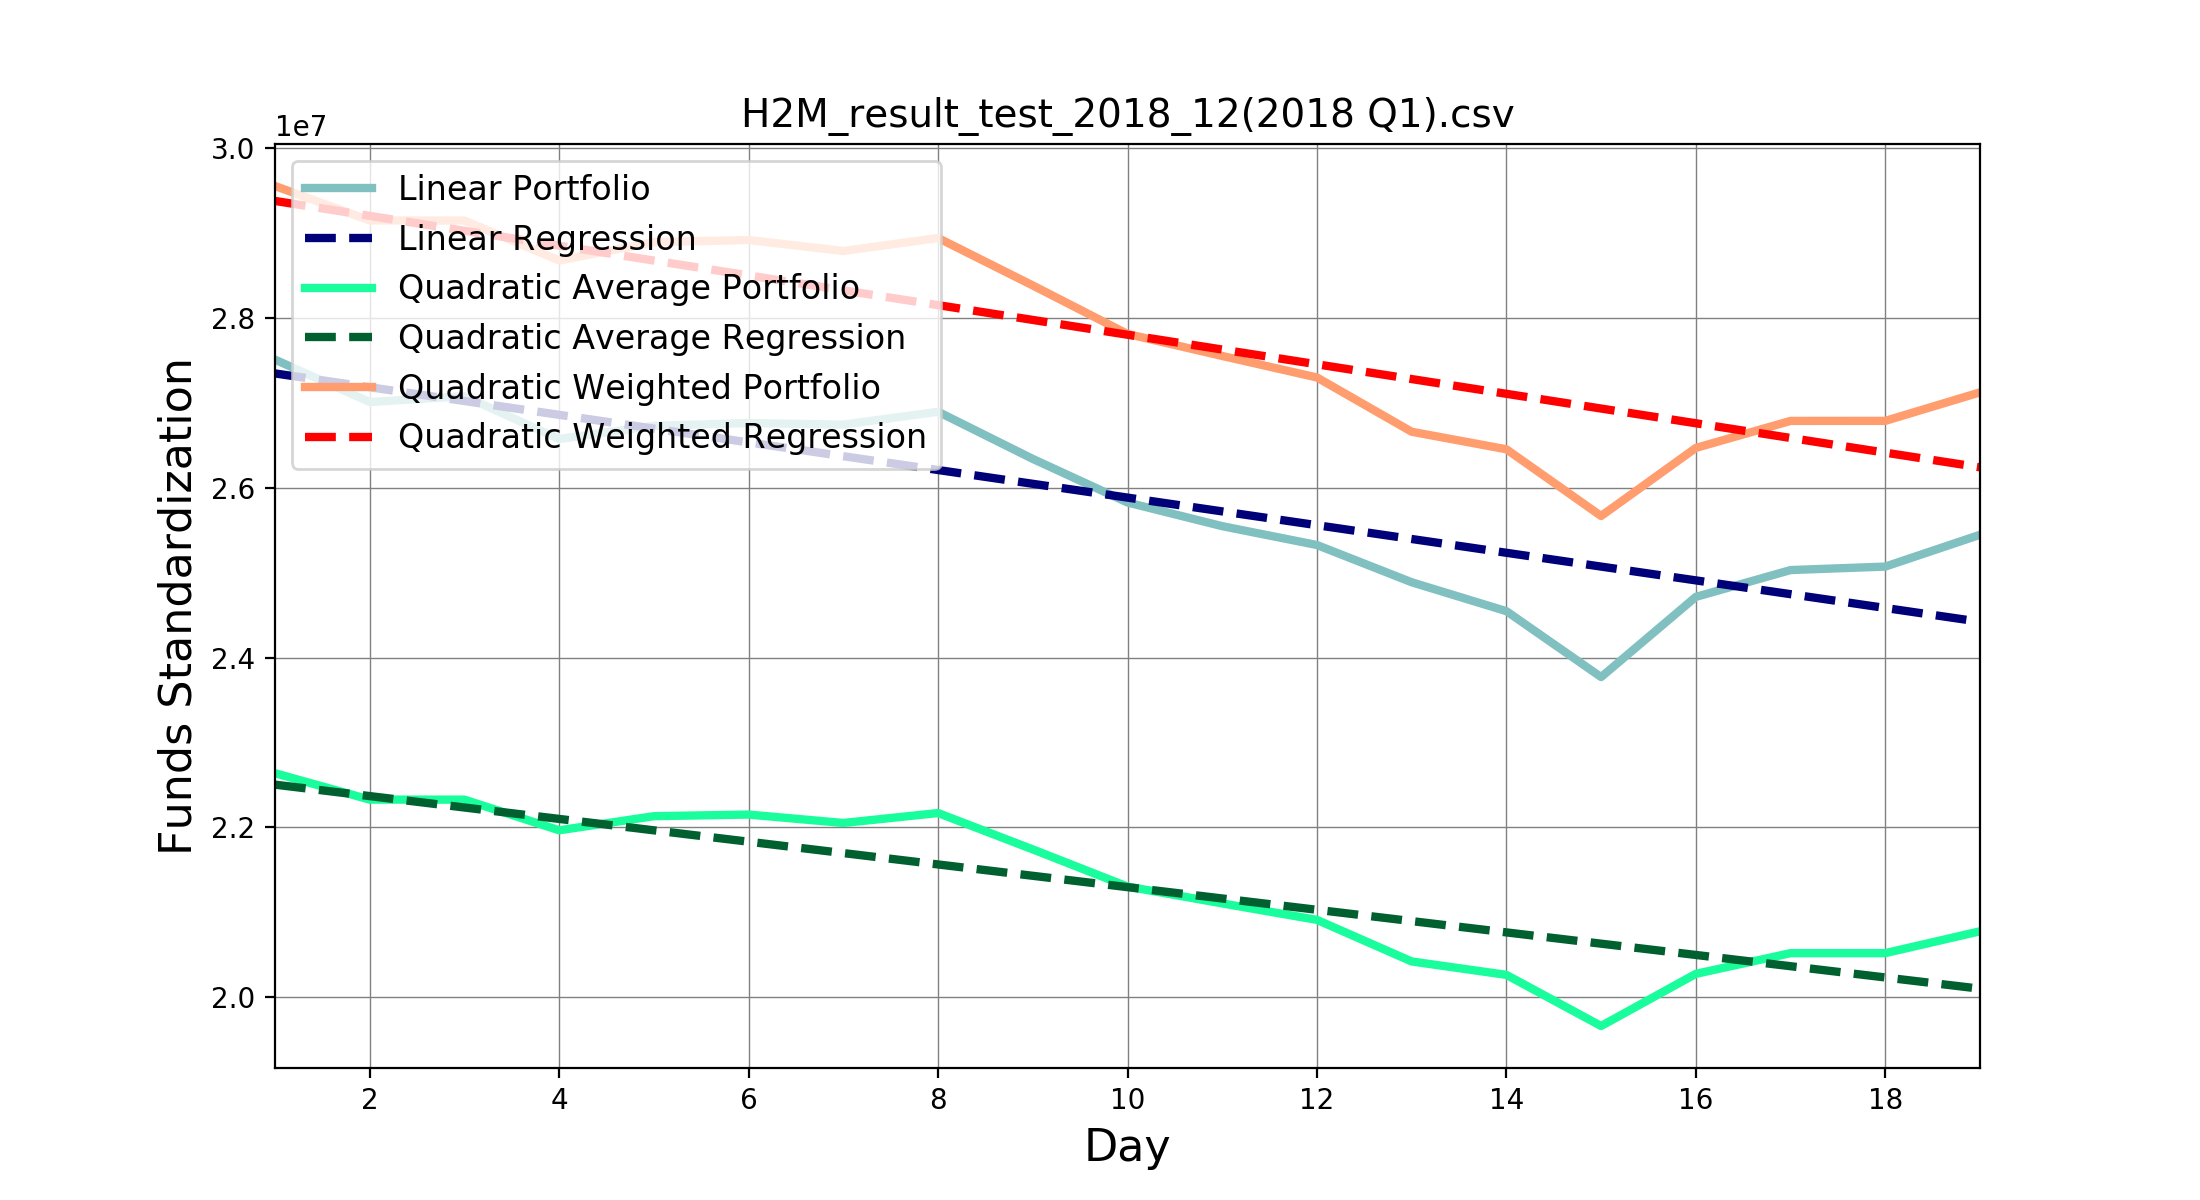 H2M_result_test_2018_12(2018 Q1).csv
1e7
3.0
2.8
2.6
2.4
2.2
2.0
Funds Standardization
Linear Portfolio
Linear Regression
Quadratic Average Portfolio
Quadratic Average Regression
Quadratic Weighted Portfolio
Quadratic Weighted Regression
2 4 6 8 10 12 14 16 18
Day